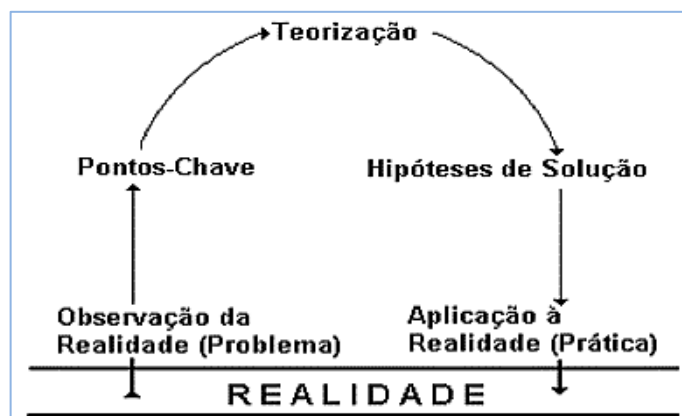 Teorização
Pontos-Chave
Hipóteses de Solução
Observação da
Realidade (Problema)
Aplicação à
Realidade (Prática)
REALIDADE